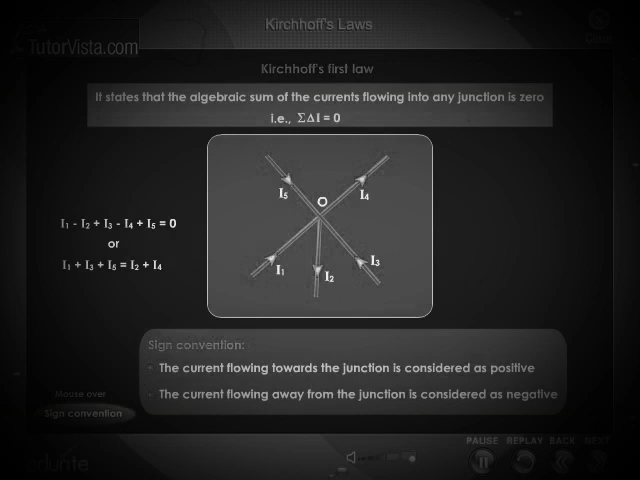 Kirchhoff's Laws
TutorVista.com
Kirchhoff's first law
It states that the algebraic sum of the currents flowing into any junction is zero
i.e., ΣΔI = 0
I₅
O
I₄
I₁ - I₂ + I₃ - I₄ + I₅ = 0
or
I₁ + I₃ + I₅ = I₂ + I₄
I₁
I₂
I₃
Sign convention:
The current flowing towards the junction is considered as positive
The current flowing away from the junction is considered as negative
Mouse over
Sign convention
PAUSE REPLAY BACK NEXT